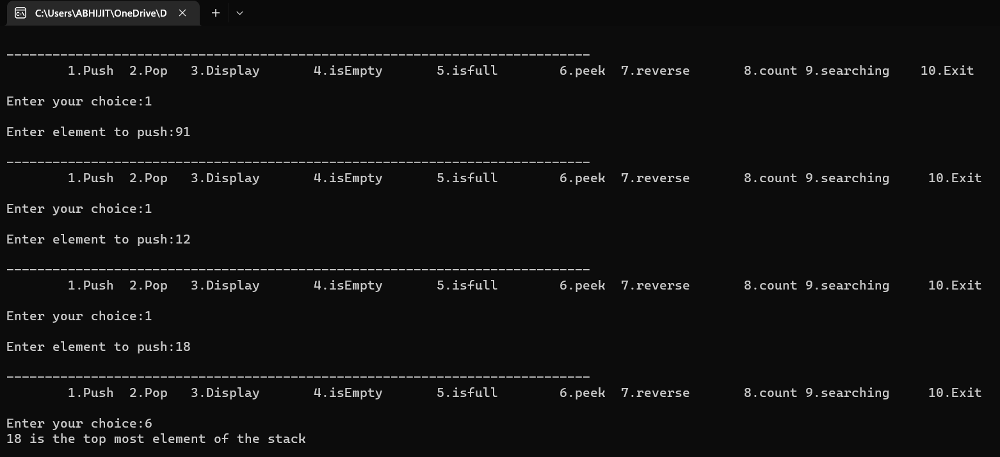 C:\Users\ABHIJIT\OneDrive\D
----------------------------------------------------------------------------
1.Push 2.Pop 3.Display 4.isEmpty 5.isfull 6.peek 7.reverse 8.count 9.searching 10.Exit
Enter your choice:1
Enter element to push:91
----------------------------------------------------------------------------
1.Push 2.Pop 3.Display 4.isEmpty 5.isfull 6.peek 7.reverse 8.count 9.searching 10.Exit
Enter your choice:1
Enter element to push:12
----------------------------------------------------------------------------
1.Push 2.Pop 3.Display 4.isEmpty 5.isfull 6.peek 7.reverse 8.count 9.searching 10.Exit
Enter your choice:1
Enter element to push:18
----------------------------------------------------------------------------
1.Push 2.Pop 3.Display 4.isEmpty 5.isfull 6.peek 7.reverse 8.count 9.searching 10.Exit
Enter your choice:6
18 is the top most element of the stack